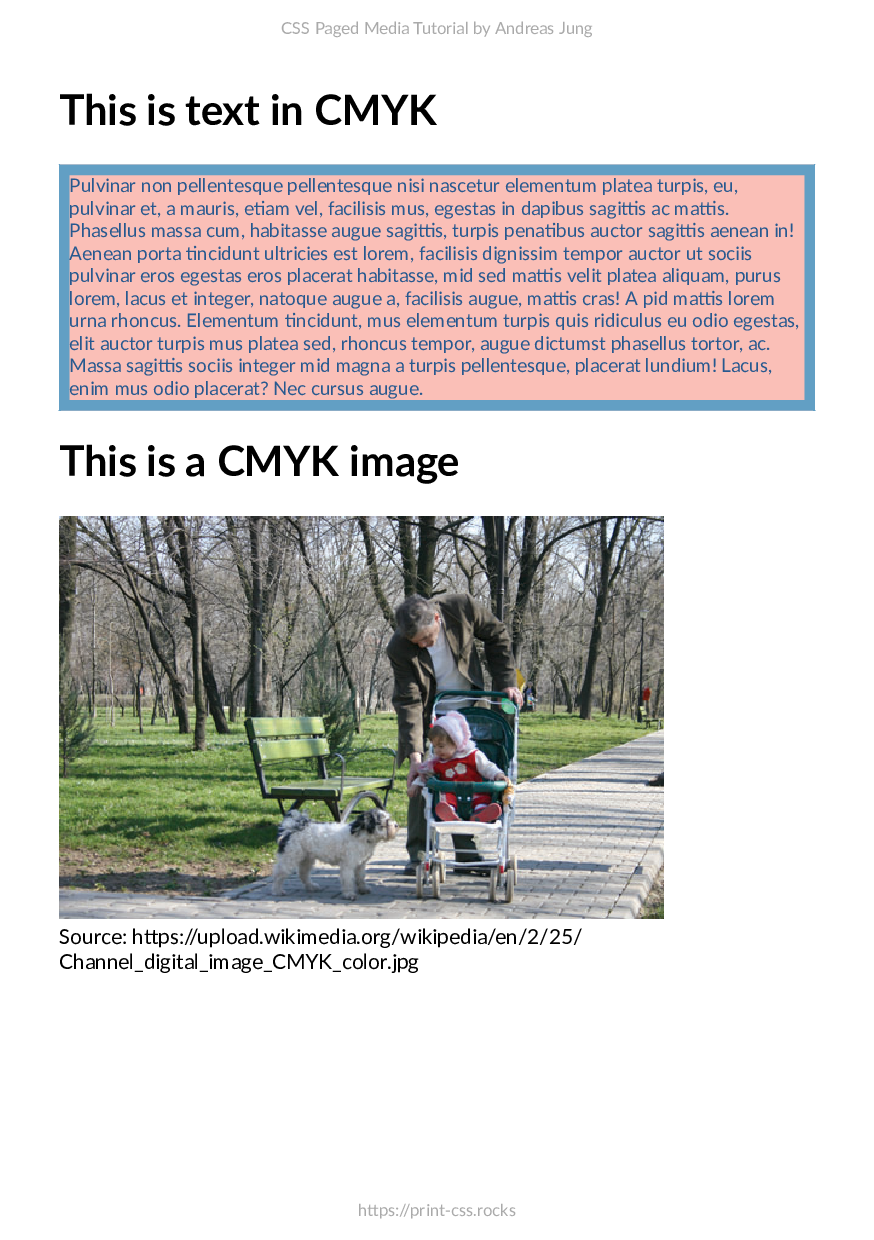 CSS Paged Media Tutorial by Andreas Jung
This is text in CMYK
Pulvinar non pellentesque pellentesque nisi nascetur elementum platea turpis, eu,
pulvinar et, a mauris, etiam vel, facilisis mus, egestas in dapibus sagittis ac mattis.
Phasellus massa cum, habitasse augue sagittis, turpis penatibus auctor sagittis aenean in!
Aenean porta tincidunt ultricies est lorem, facilisis dignissim tempor auctor ut sociis
pulvinar eros egestas eros placerat habitasse, mid sed mattis velit platea aliquam, purus
lorem, lacus et integer, natoque augue a, facilisis augue, mattis cras! A pid mattis lorem
urna rhoncus. Elementum tincidunt, mus elementum turpis quis ridiculus eu odio egestas,
elit auctor turpis mus platea sed, rhoncus tempor, augue dictumst phasellus tortor, ac.
Massa sagittis sociis integer mid magna a turpis pellentesque, placerat lundium! Lacus,
enim mus odio placerat? Nec cursus augue.
This is a CMYK image
Source: https://upload.wikimedia.org/wikipedia/en/2/25/
Channel_digital_image_CMYK_color.jpg
https://print-css.rocks